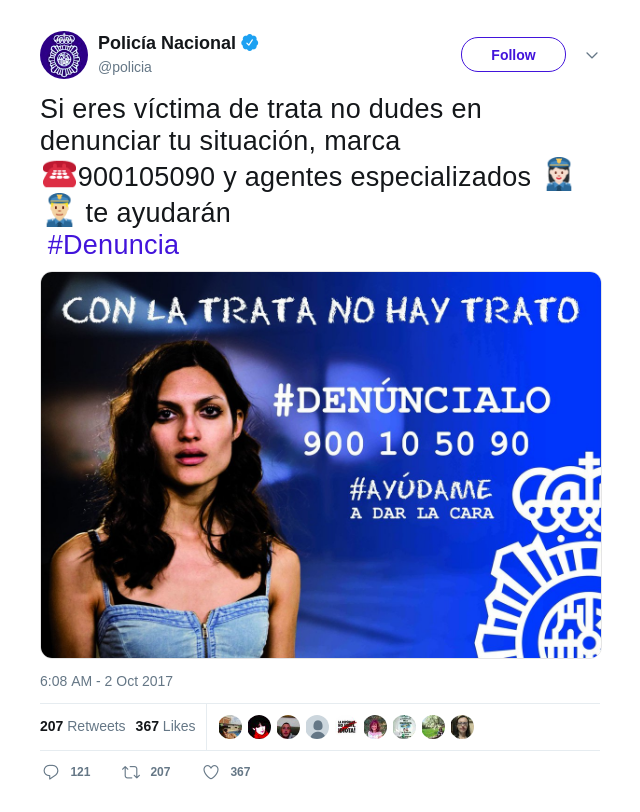 Policía Nacional
@policia
Follow
Si eres víctima de trata no dudes en
denunciar tu situación, marca
☎️900105090 y agentes especializados 👮🏻‍♀️
👮🏼 te ayudarán
#Denuncia
CON LA TRATA NO HAY TRATO
#DENÚNCIALO
900 10 50 90
#AYÚDAME
A DAR LA CARA
6:08 AM - 2 Oct 2017
207 Retweets 367 Likes
121 207 367